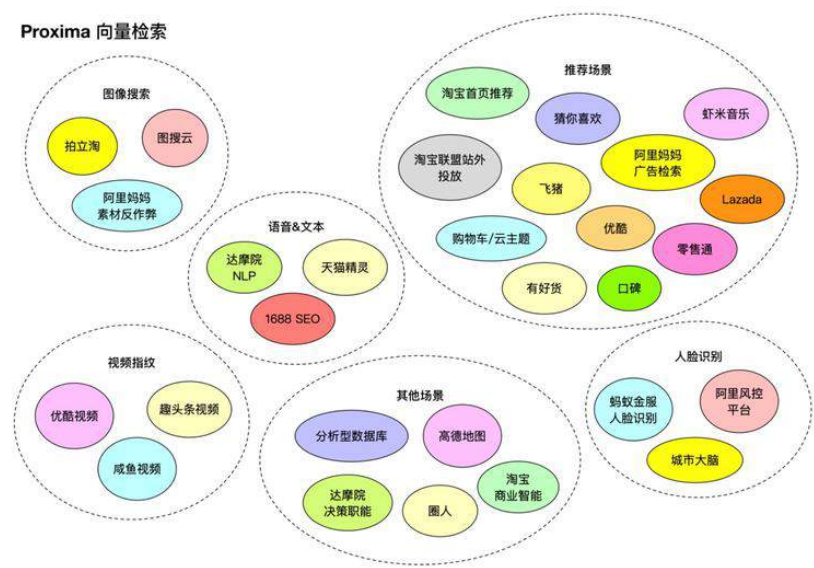 Proxima 向量检索
图像搜索
拍立淘
图搜云
阿里妈妈
素材反作弊
语音&文本
达摩院
NLP
天猫精灵
1688 SEO
推荐场景
淘宝首页推荐
猜你喜欢
虾米音乐
淘宝联盟站外
投放
阿里妈妈
广告检索
飞猪
Lazada
购物车/云主题
优酷
零售通
有好货
口碑
视频指纹
优酷视频
趣头条视频
咸鱼视频
其他场景
分析型数据库
高德地图
达摩院
决策职能
圈人
淘宝
商业智能
人脸识别
蚂蚁金服
人脸识别
阿里风控
平台
城市大脑